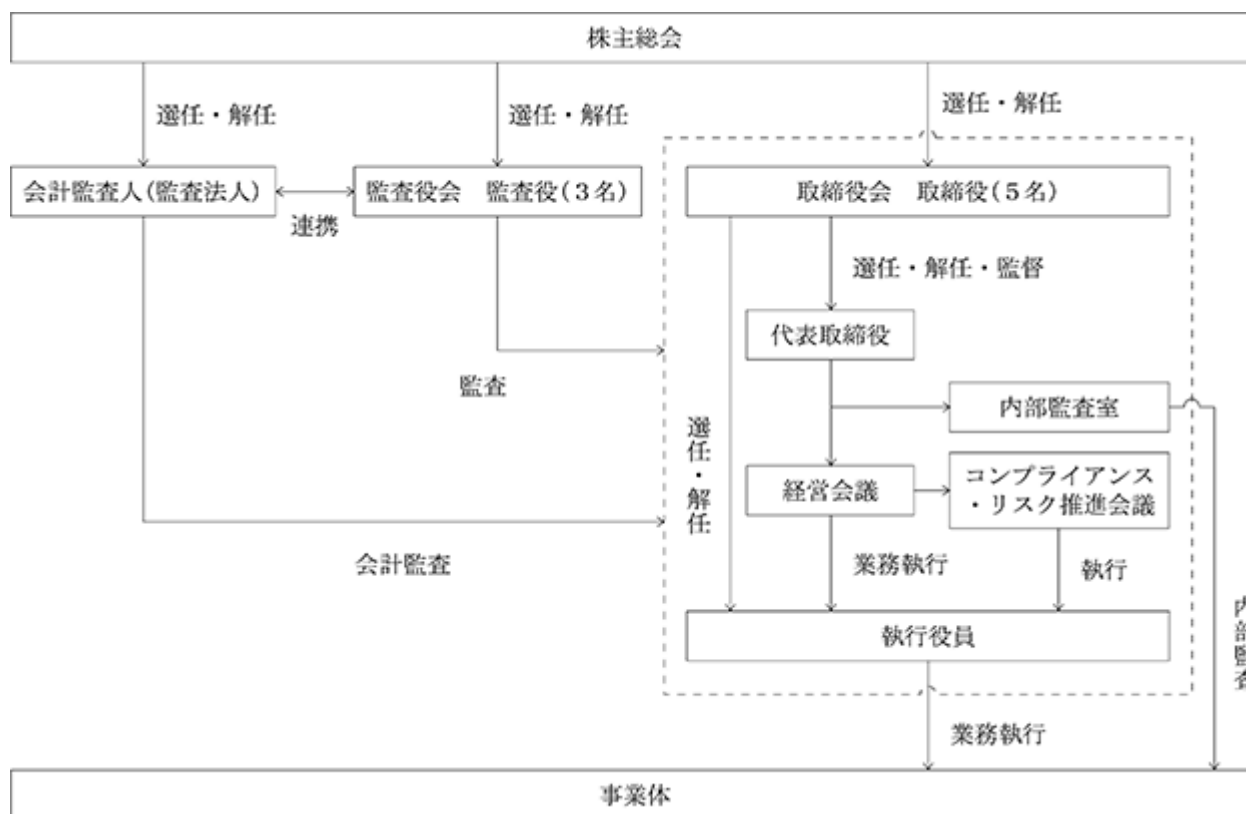 株主総会
選任・解任
選任・解任
選任・解任
会計監査人(監査法人)
連携
監査役会　監査役(3名)
取締役会　取締役(5名)
選任・解任・監督
代表取締役
監査
内部監査室
選任・解任
経営会議
コンプライアンス
・リスク推進会議
会計監査
業務執行
執行
執行役員
内部監査
業務執行
事業体